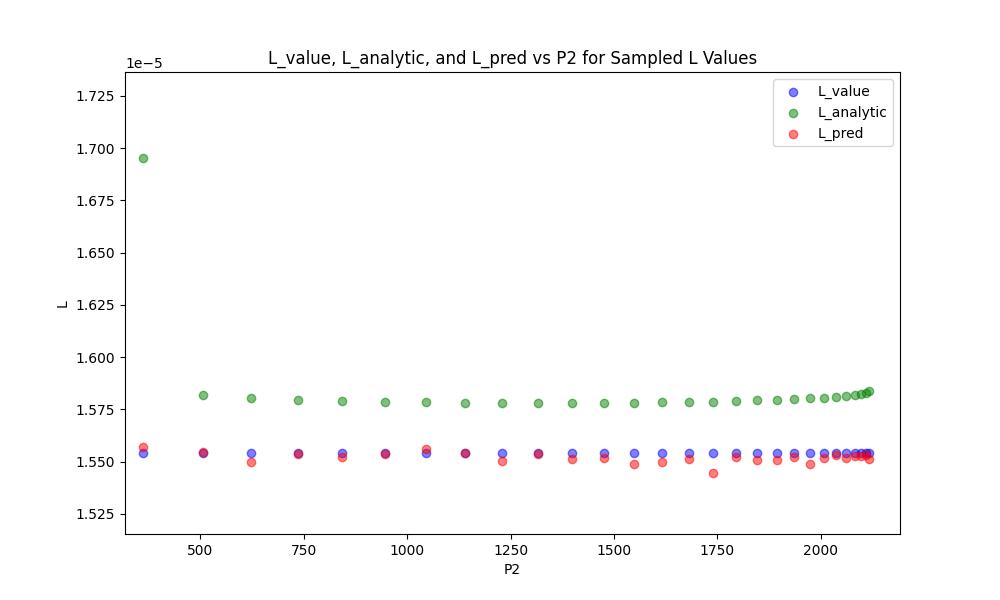 L_value, L_analytic, and L_pred vs P2 for Sampled L Values
1e−5
1.725
1.700
1.675
1.650
1.625
1.600
1.575
1.550
1.525
L
L_value
L_analytic
L_pred
500
750
1000
1250
1500
1750
2000
P2